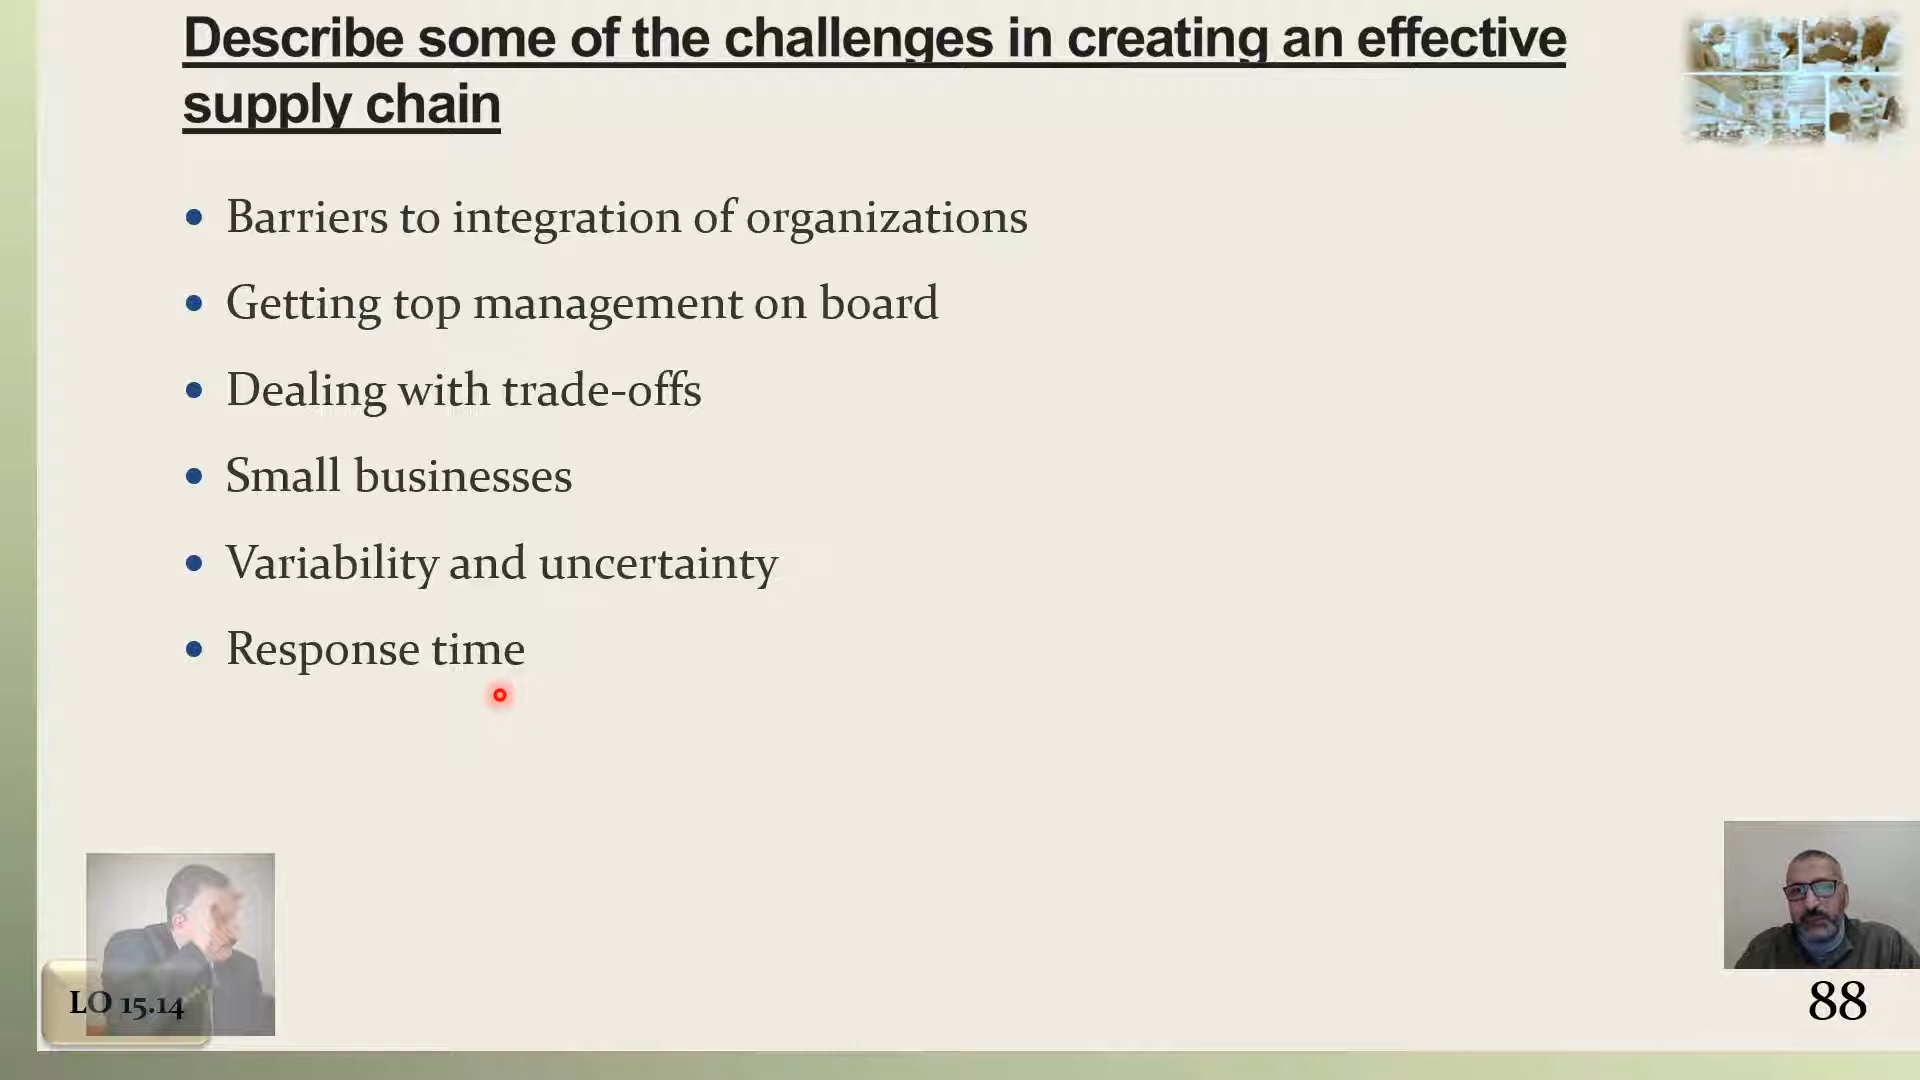 Describe some of the challenges in creating an effective
supply chain
Barriers to integration of organizations
Getting top management on board
Dealing with trade-offs
Small businesses
Variability and uncertainty
Response time
LO 15.14
88